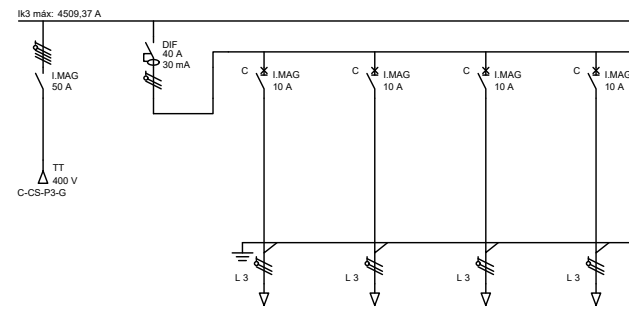 Ik3 máx: 4509,37 A
DIF
40 A
30 mA
I.MAG
50 A
C
I.MAG
10 A
C
I.MAG
10 A
C
I.MAG
10 A
C
I.MAG
10 A
TT
400 V
C-CS-P3-G
L 3
L 3
L 3
L 3